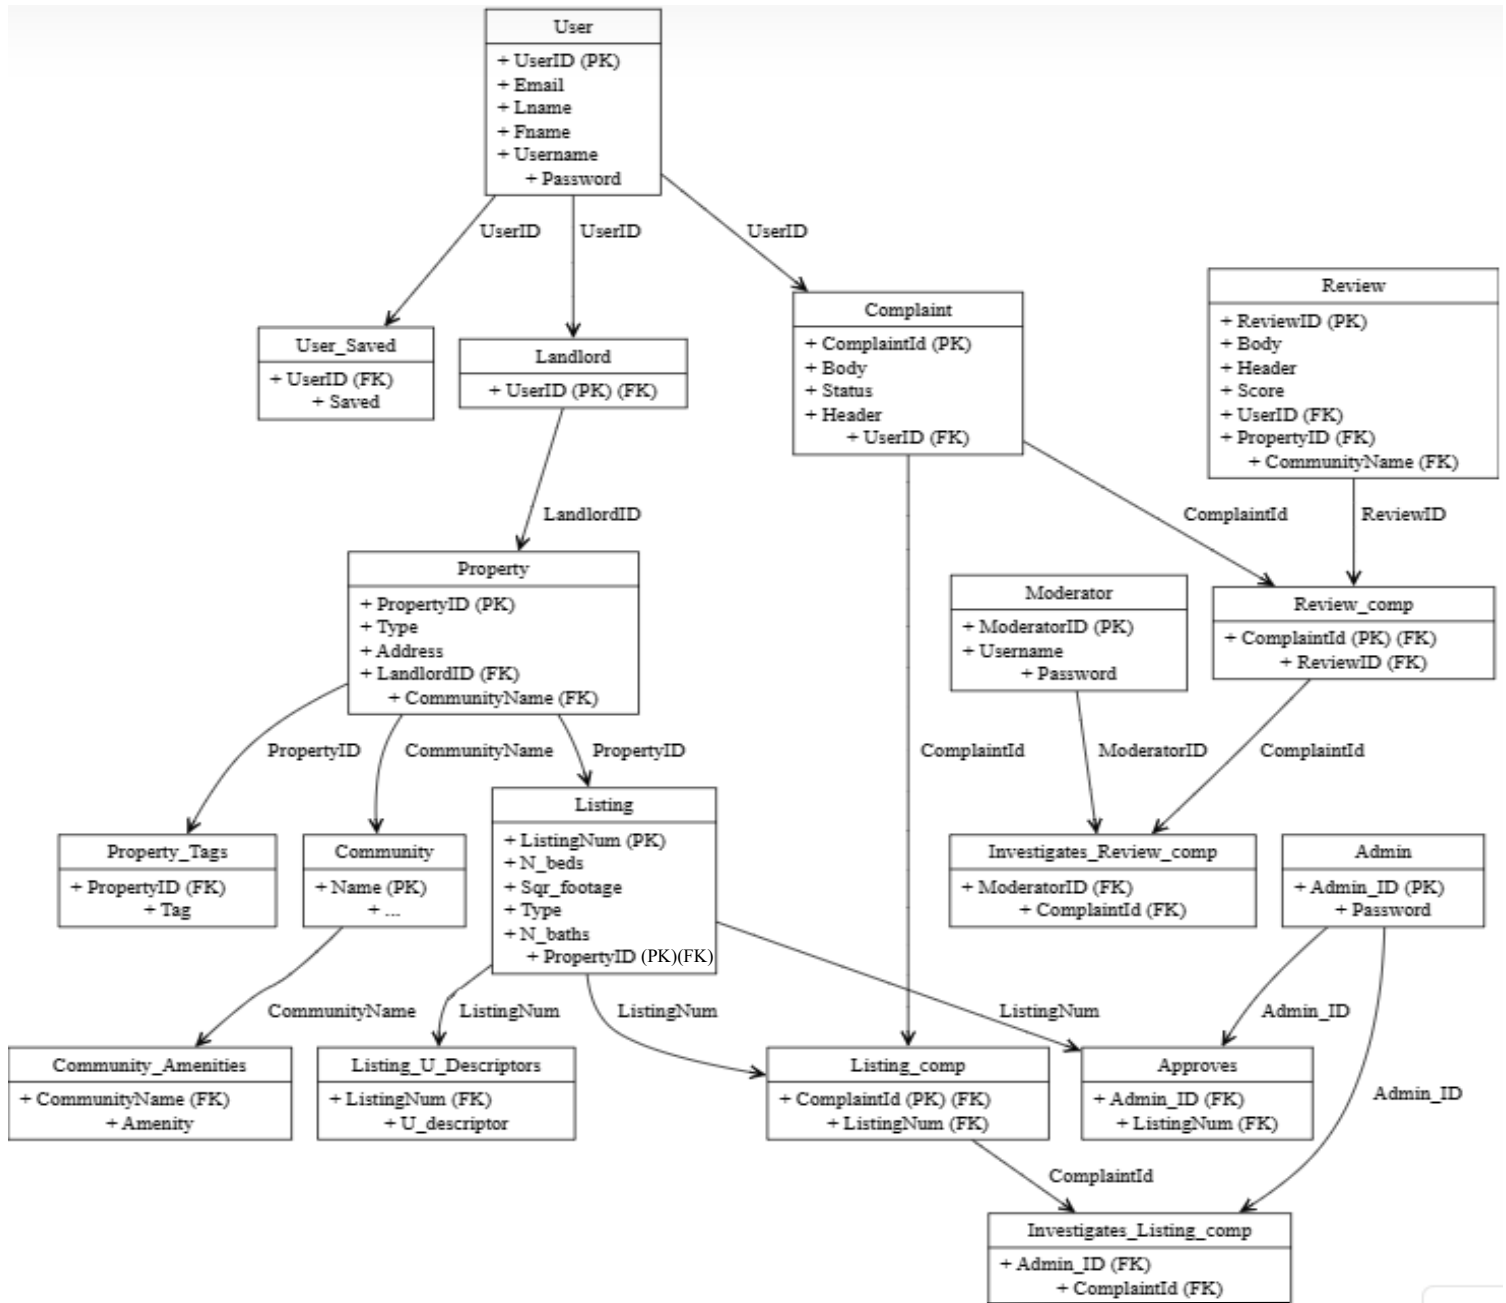 User
+ UserID (PK)
+ Email
+ Lname
+ Fname
+ Username
+ Password
UserID
UserID
UserID
User_Saved
+ UserID (FK)
+ Saved
Landlord
+ UserID (PK) (FK)
Complaint
+ ComplaintId (PK)
+ Body
+ Status
+ Header
+ UserID (FK)
Review
+ ReviewID (PK)
+ Body
+ Header
+ Score
+ UserID (FK)
+ PropertyID (FK)
+ CommunityName (FK)
LandlordID
ComplaintId
ReviewID
Property
+ PropertyID (PK)
+ Type
+ Address
+ LandlordID (FK)
+ CommunityName (FK)
Moderator
+ ModeratorID (PK)
+ Username
+ Password
Review_comp
+ ComplaintId (PK) (FK)
+ ReviewID (FK)
PropertyID
CommunityName
PropertyID
ComplaintId
ModeratorID
ComplaintId
Property_Tags
+ PropertyID (FK)
+ Tag
Community
+ Name (PK)
+ ...
Listing
+ ListingNum (PK)
+ N_beds
+ Sqr_footage
+ Type
+ N_baths
+ PropertyID (PK)(FK)
Investigates_Review_comp
+ ModeratorID (FK)
+ ComplaintId (FK)
Admin
+ Admin_ID (PK)
+ Password
CommunityName
ListingNum
ListingNum
ListingNum
Admin_ID
Admin_ID
Community_Amenities
+ CommunityName (FK)
+ Amenity
Listing_U_Descriptors
+ ListingNum (FK)
+ U_descriptor
Listing_comp
+ ComplaintId (PK) (FK)
+ ListingNum (FK)
Approves
+ Admin_ID (FK)
+ ListingNum (FK)
ComplaintId
Investigates_Listing_comp
+ Admin_ID (FK)
+ ComplaintId (FK)